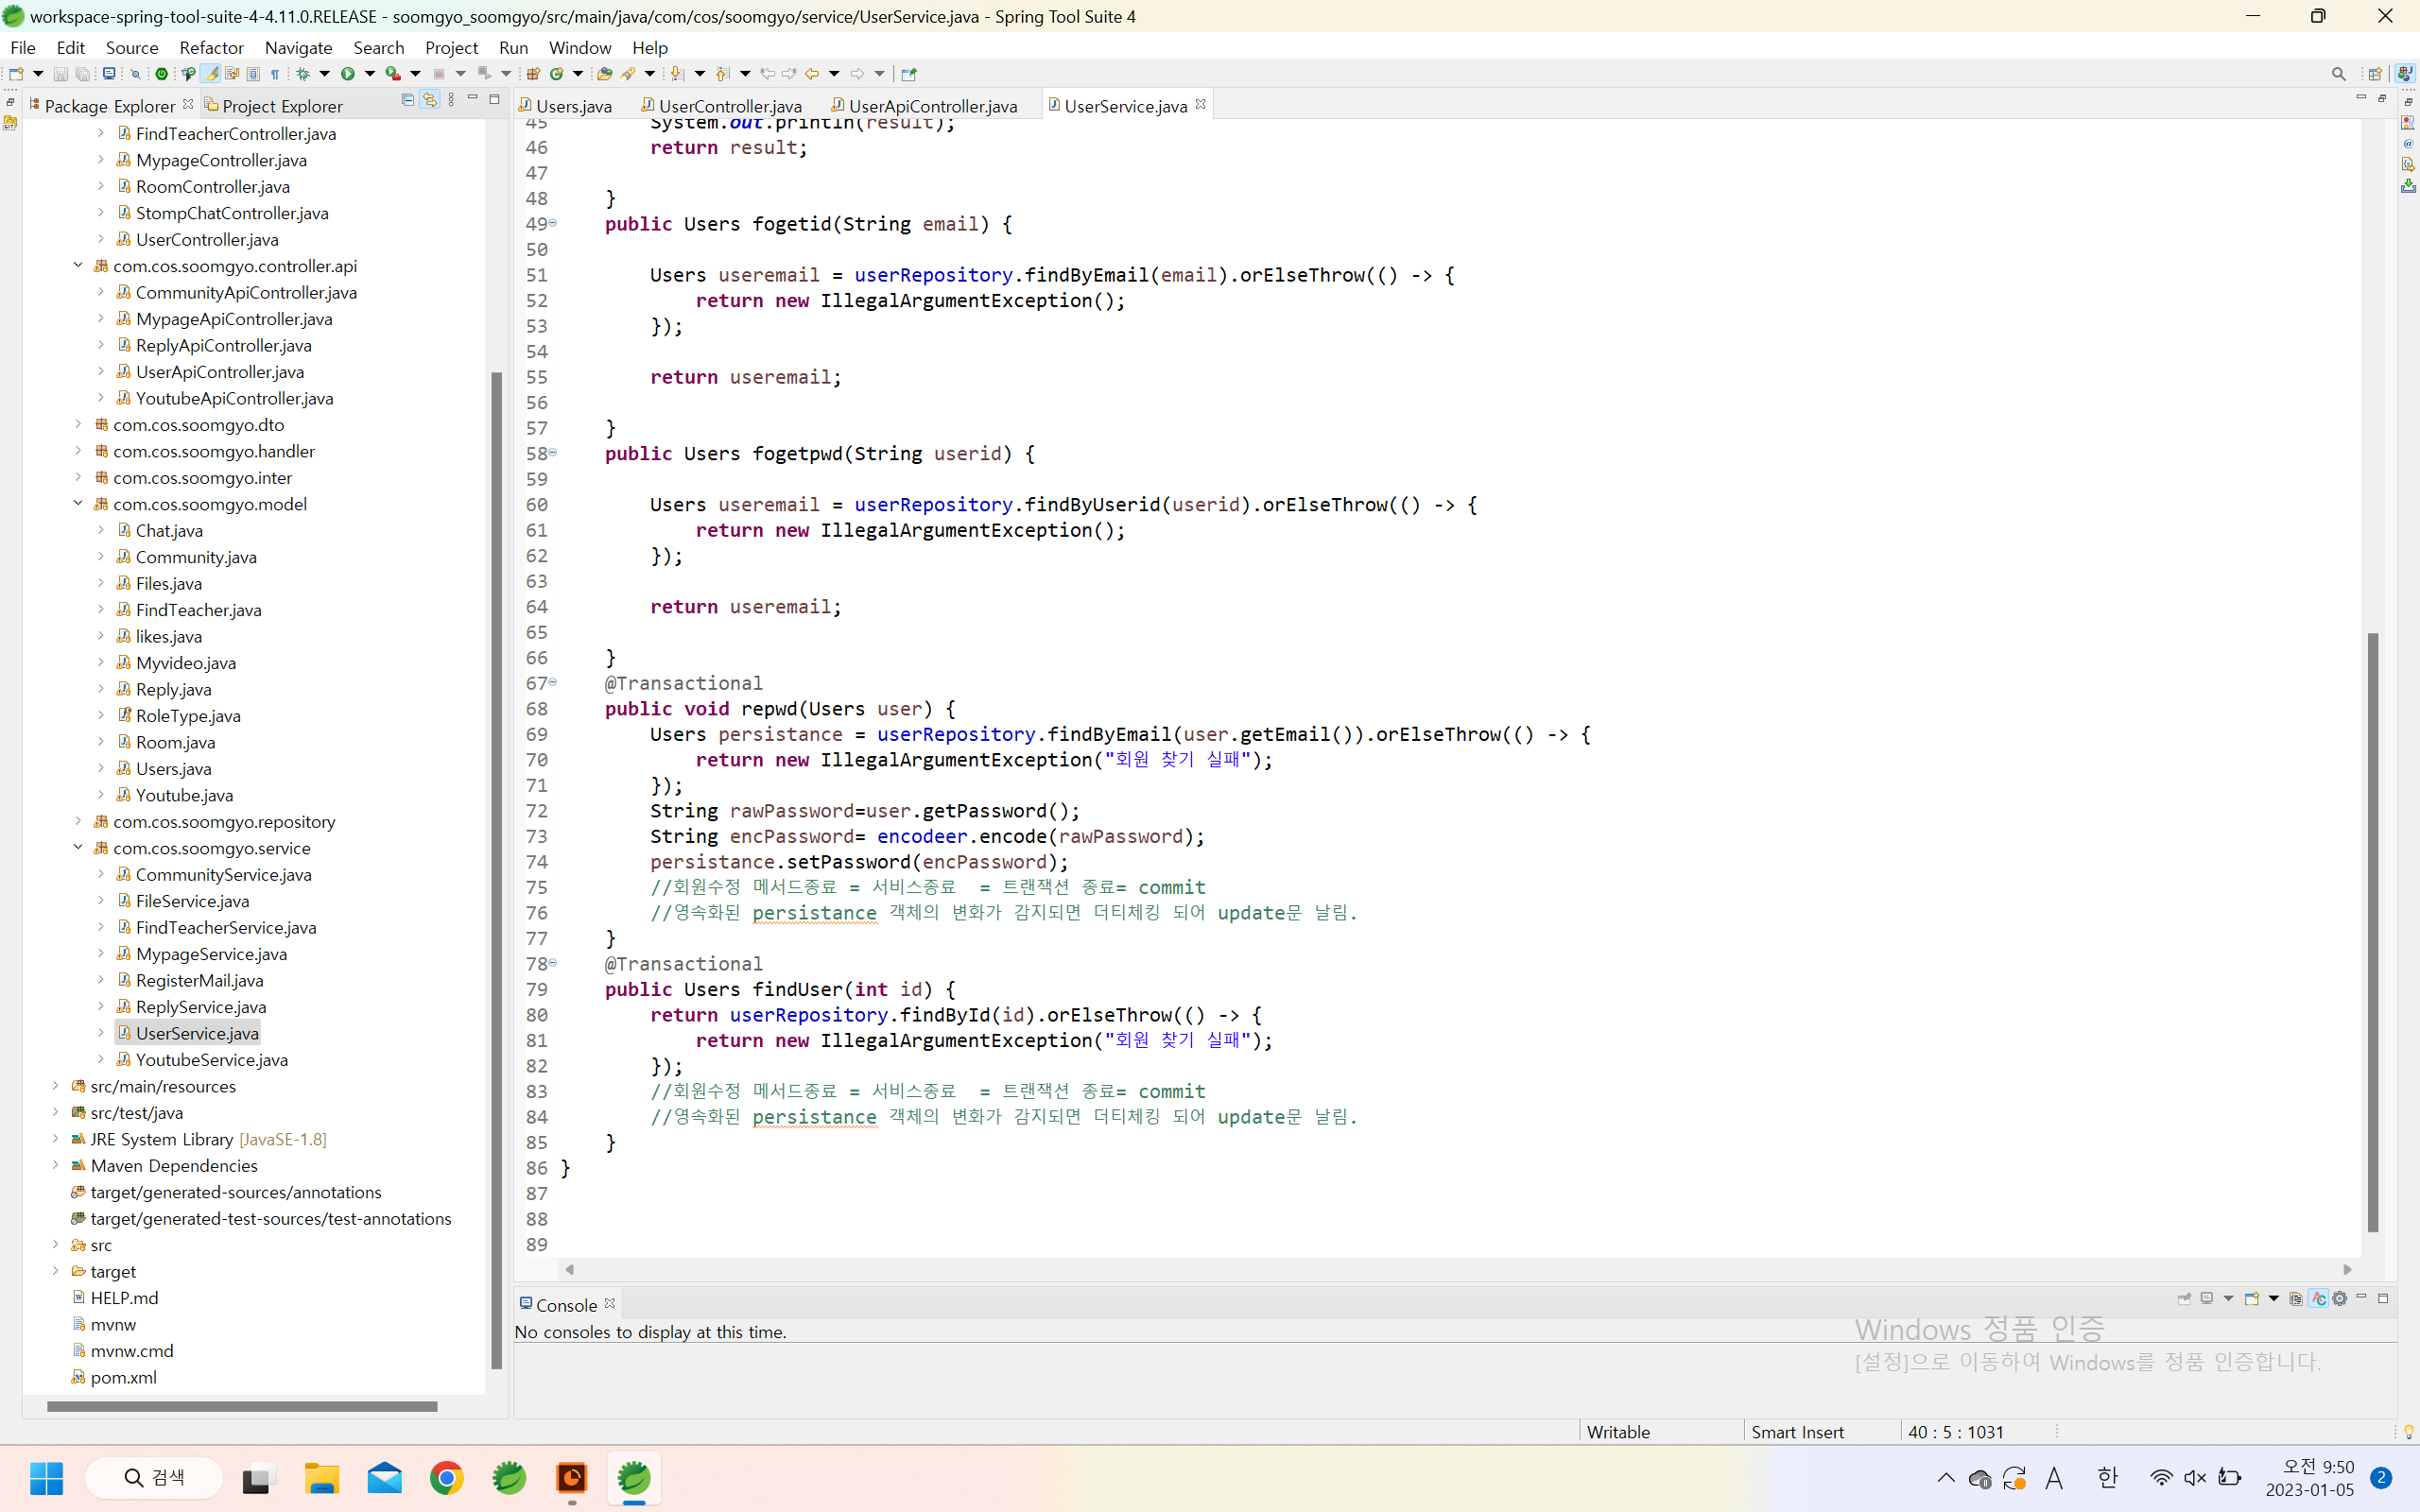 workspace-spring-tool-suite-4-4.11.0.RELEASE - soomgyo_soomgyo/src/main/java/com/cos/soomgyo/service/UserService.java - Spring Tool Suite 4
File Edit Source Refactor Navigate Search Project Run Window Help
Package Explorer
Project Explorer
FindTeacherController.java
MypageController.java
RoomController.java
StompChatController.java
UserController.java
com.cos.soomgyo.controller.api
CommunityApiController.java
MypageApiController.java
ReplyApiController.java
UserApiController.java
YoutubeApiController.java
com.cos.soomgyo.dto
com.cos.soomgyo.handler
com.cos.soomgyo.inter
com.cos.soomgyo.model
Chat.java
Community.java
Files.java
FindTeacher.java
likes.java
Myvideo.java
Reply.java
RoleType.java
Room.java
Users.java
Youtube.java
com.cos.soomgyo.repository
com.cos.soomgyo.service
CommunityService.java
FileService.java
FindTeacherService.java
MypageService.java
RegisterMail.java
ReplyService.java
UserService.java
YoutubeService.java
src/main/resources
src/test/java
JRE System Library [JavaSE-1.8]
Maven Dependencies
target/generated-sources/annotations
target/generated-test-sources/test-annotations
src
target
HELP.md
mvnw
mvnw.cmd
pom.xml
Users.java UserController.java UserApiController.java UserService.java
45 System.out.println(result);
46 return result;
47
48 }
49 public Users fogetid(String email) {
50
51 Users useremail = userRepository.findByEmail(email).orElseThrow(() -> {
52 return new IllegalArgumentException();
53 });
54
55 return useremail;
56
57 }
58 public Users fogetpwd(String userid) {
59
60 Users useremail = userRepository.findByUserid(userid).orElseThrow(() -> {
61 return new IllegalArgumentException();
62 });
63
64 return useremail;
65
66 }
67 @Transactional
68 public void repwd(Users user) {
69 Users persistance = userRepository.findByEmail(user.getEmail()).orElseThrow(() -> {
70 return new IllegalArgumentException("회원 찾기 실패");
71 });
72 String rawPassword=user.getPassword();
73 String encPassword= encodeer.encode(rawPassword);
74 persistance.setPassword(encPassword);
75 //회원수정 메서드종료 = 서비스종료  = 트랜잭션 종료= commit
76 //영속화된 persistance 객체의 변화가 감지되면 더티체킹 되어 update문 날림.
77 }
78 @Transactional
79 public Users findUser(int id) {
80 return userRepository.findById(id).orElseThrow(() -> {
81 return new IllegalArgumentException("회원 찾기 실패");
82 });
83 //회원수정 메서드종료 = 서비스종료  = 트랜잭션 종료= commit
84 //영속화된 persistance 객체의 변화가 감지되면 더티체킹 되어 update문 날림.
85 }
86 }
87
88
89
Console
No consoles to display at this time.
Windows 정품 인증
[설정]으로 이동하여 Windows를 정품 인증합니다.
Writable Smart Insert 40 : 5 : 1031
검색
A 한
오전 9:50
2023-01-05
2